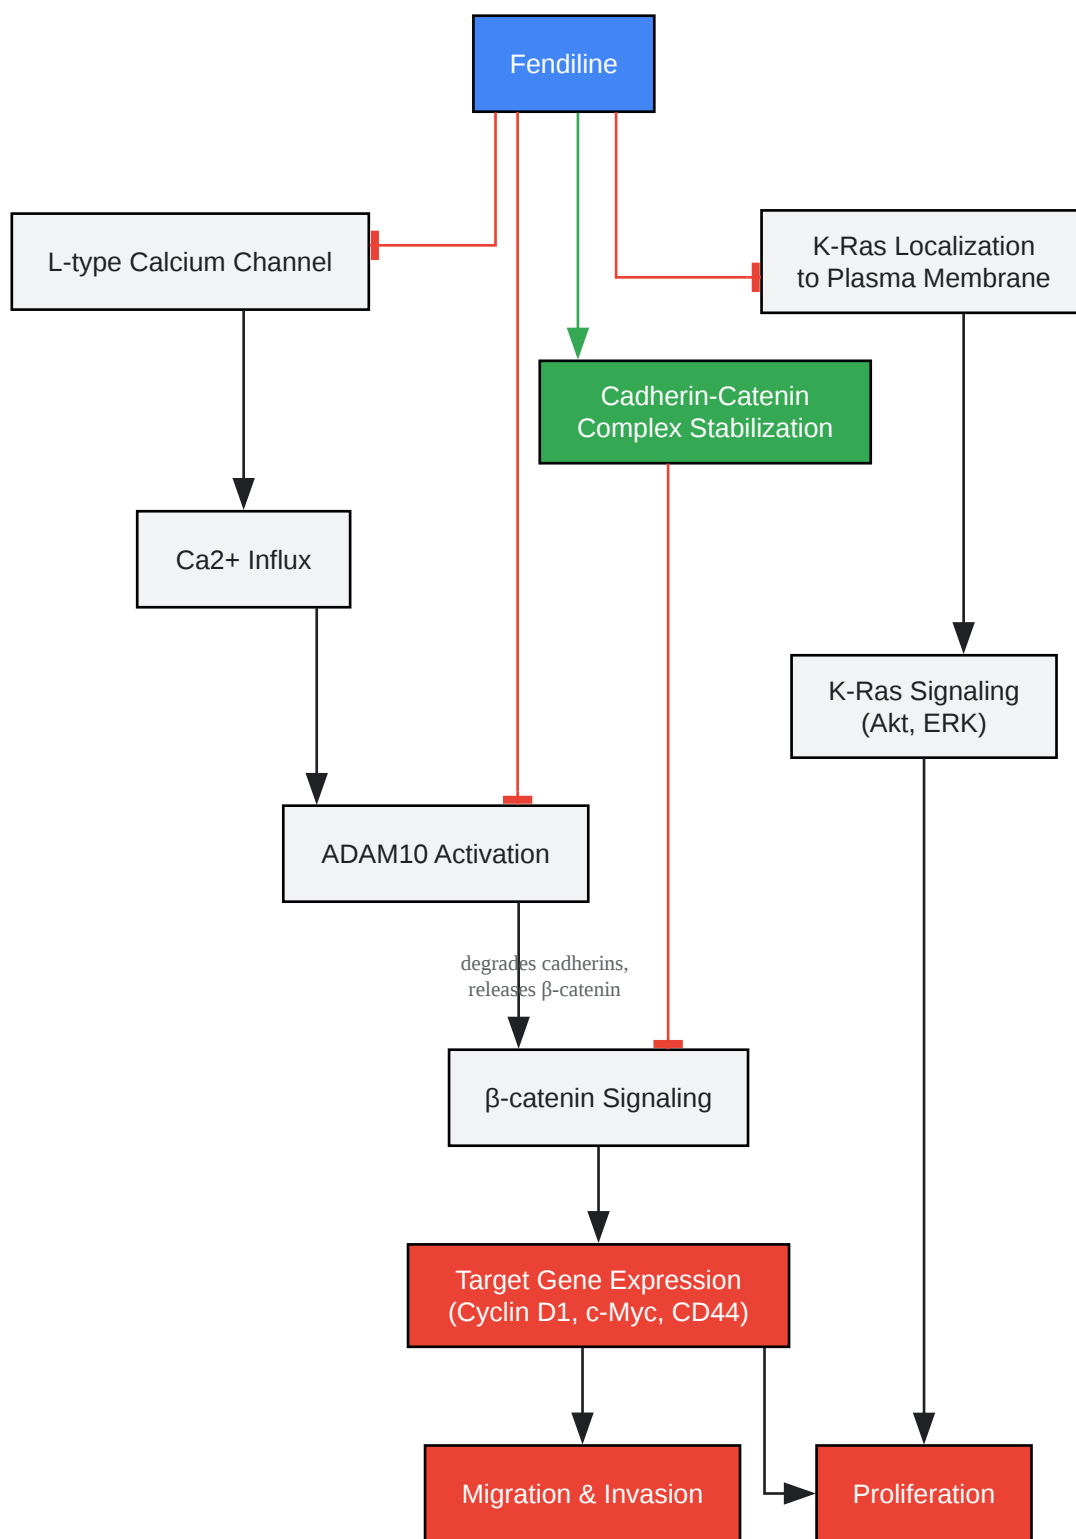 Fendiline
L-type Calcium Channel
K-Ras Localization
to Plasma Membrane
Cadherin-Catenin
Complex Stabilization
Ca2+ Influx
K-Ras Signaling
(Akt, ERK)
ADAM10 Activation
degrades cadherins,
releases β-catenin
β-catenin Signaling
Target Gene Expression
(Cyclin D1, c-Myc, CD44)
Migration & Invasion
Proliferation